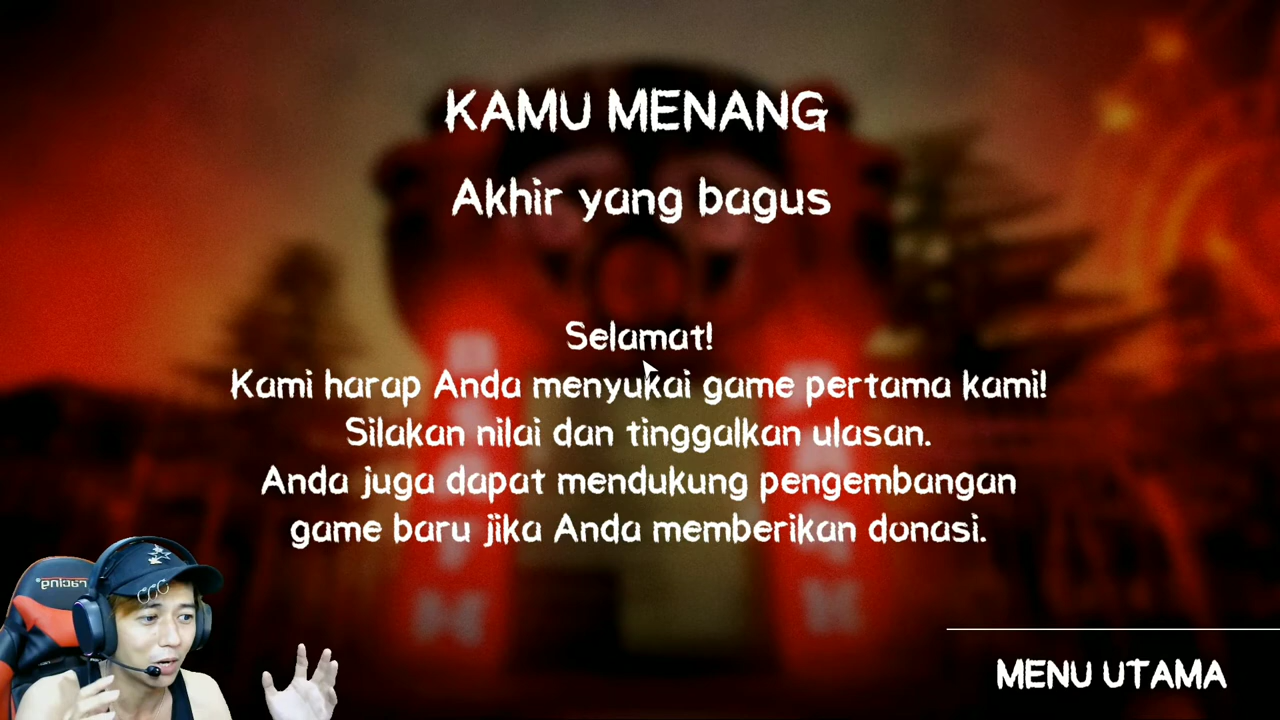 KAMU MENANG
Akhir yang bagus
Selamat!
Kami harap Anda menyukai game pertama kami!
Silakan nilai dan tinggalkan ulasan.
Anda juga dapat mendukung pengembangan
game baru jika Anda memberikan donasi.
racing
MENU UTAMA